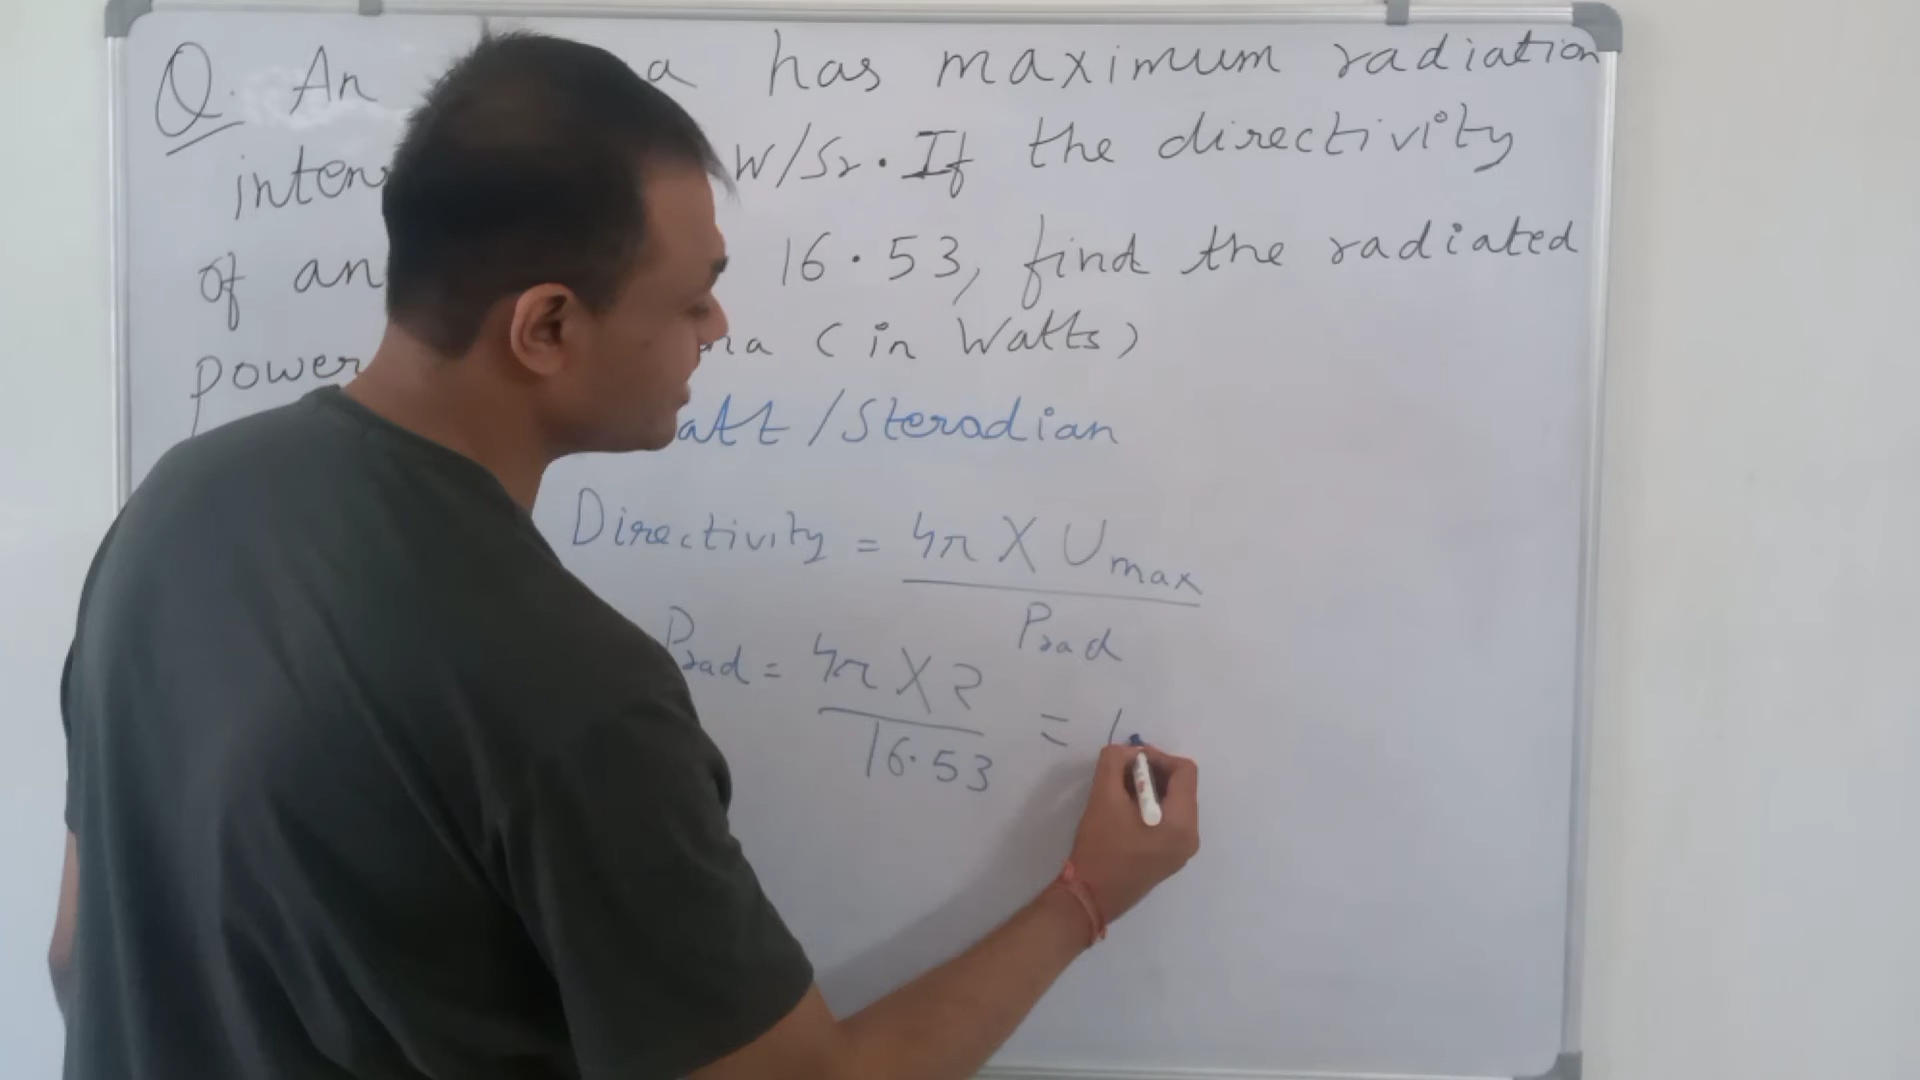 Q. An a has maximum radiation
inten W/Sr. If the directivity
of an 16.53, find the radiated
power na (in Watts)
att / Steradian
Directivity = 4π X Umax
Prad
Prad = 4π X 2
16.53
= 1